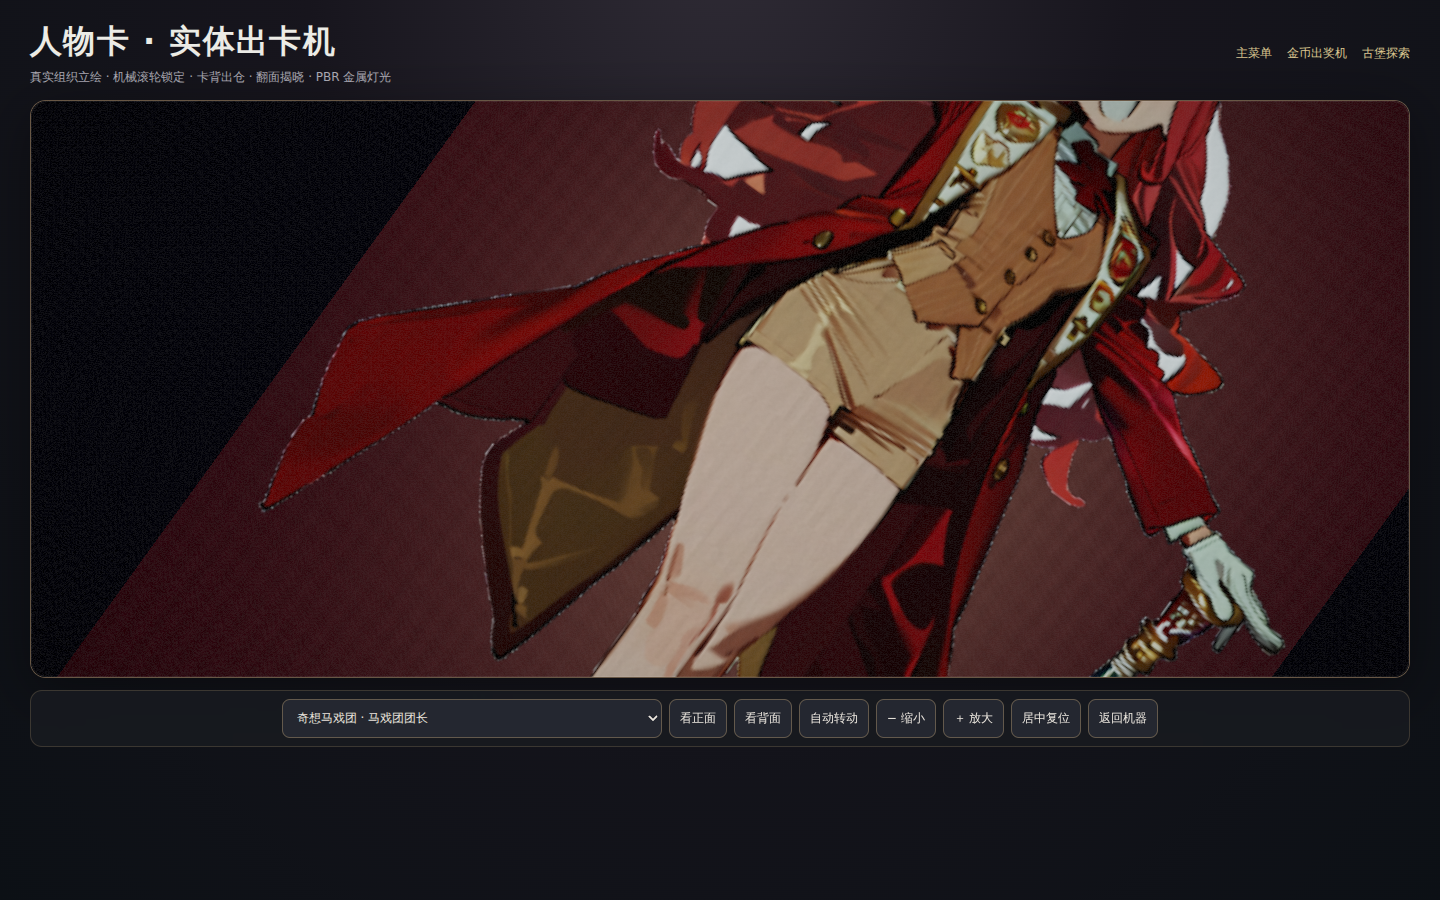 人物卡 · 实体出卡机
真实组织立绘 · 机械滚轮锁定 · 卡背出仓 · 翻面揭晓 · PBR 金属灯光
主菜单 金币出奖机 古堡探索
奇想马戏团 · 马戏团团长
看正面 看背面 自动转动 － 缩小 ＋ 放大 居中复位 返回机器